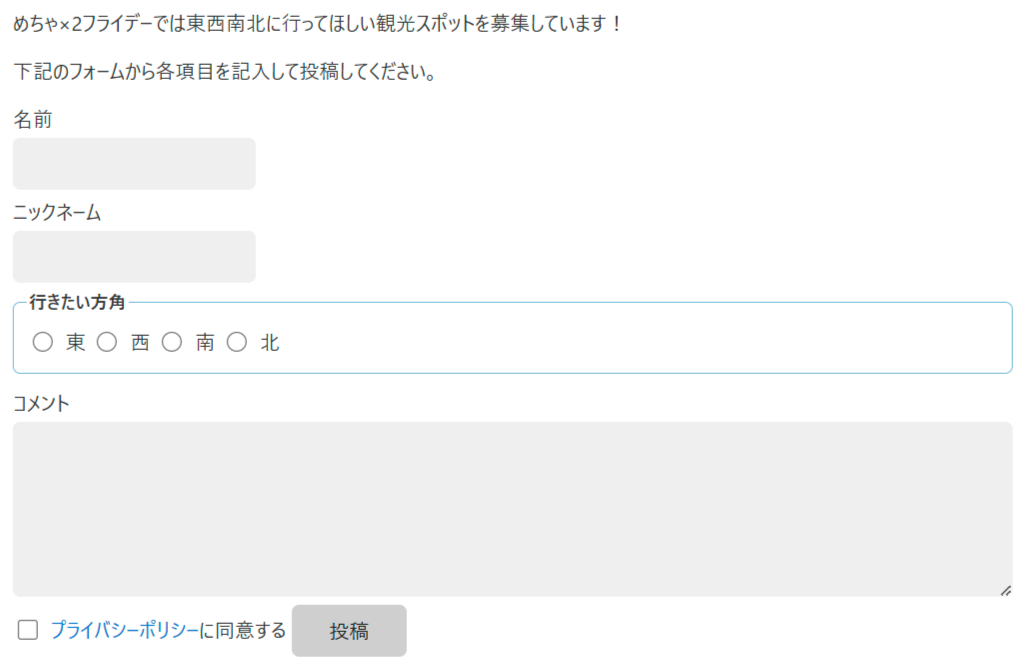 めちゃ×2フライデーでは東西南北に行ってほしい観光スポットを募集しています！
下記のフォームから各項目を記入して投稿してください。
名前
ニックネーム
行きたい方角
東 西 南 北
コメント
プライバシーポリシーに同意する 投稿